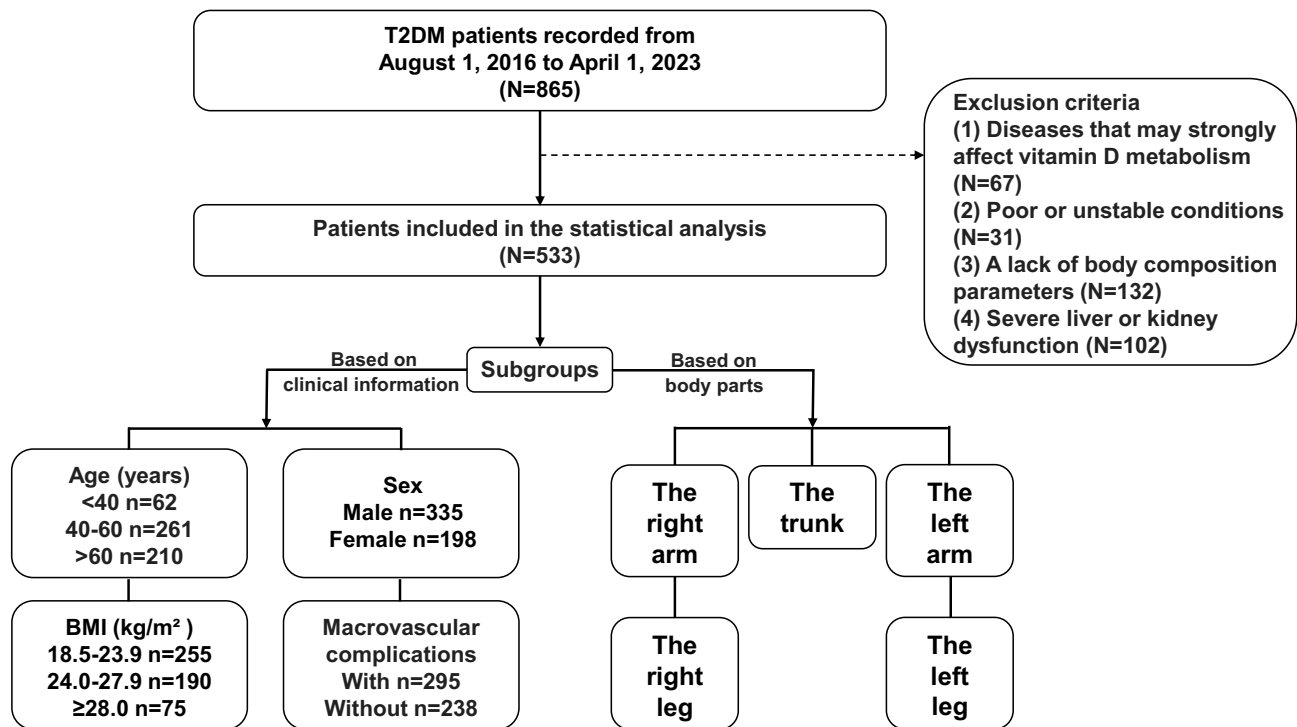 T2DM patients recorded from
August 1, 2016 to April 1, 2023
(N=865)
Exclusion criteria
(1) Diseases that may strongly
affect vitamin D metabolism
(N=67)
(2) Poor or unstable conditions
(N=31)
(3) A lack of body composition
parameters (N=132)
(4) Severe liver or kidney
dysfunction (N=102)
Patients included in the statistical analysis
(N=533)
Based on
clinical information
Subgroups
Based on
body parts
Age (years)
<40 n=62
40-60 n=261
>60 n=210
Sex
Male n=335
Female n=198
The
right
arm
The
trunk
The
left
arm
BMI (kg/m² )
18.5-23.9 n=255
24.0-27.9 n=190
≥28.0 n=75
Macrovascular
complications
With n=295
Without n=238
The
right
leg
The
left
leg